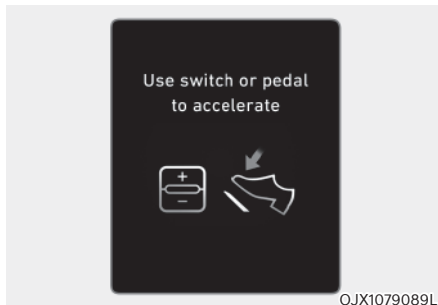 Use switch or pedal
to accelerate
+
−
OJX1079089L